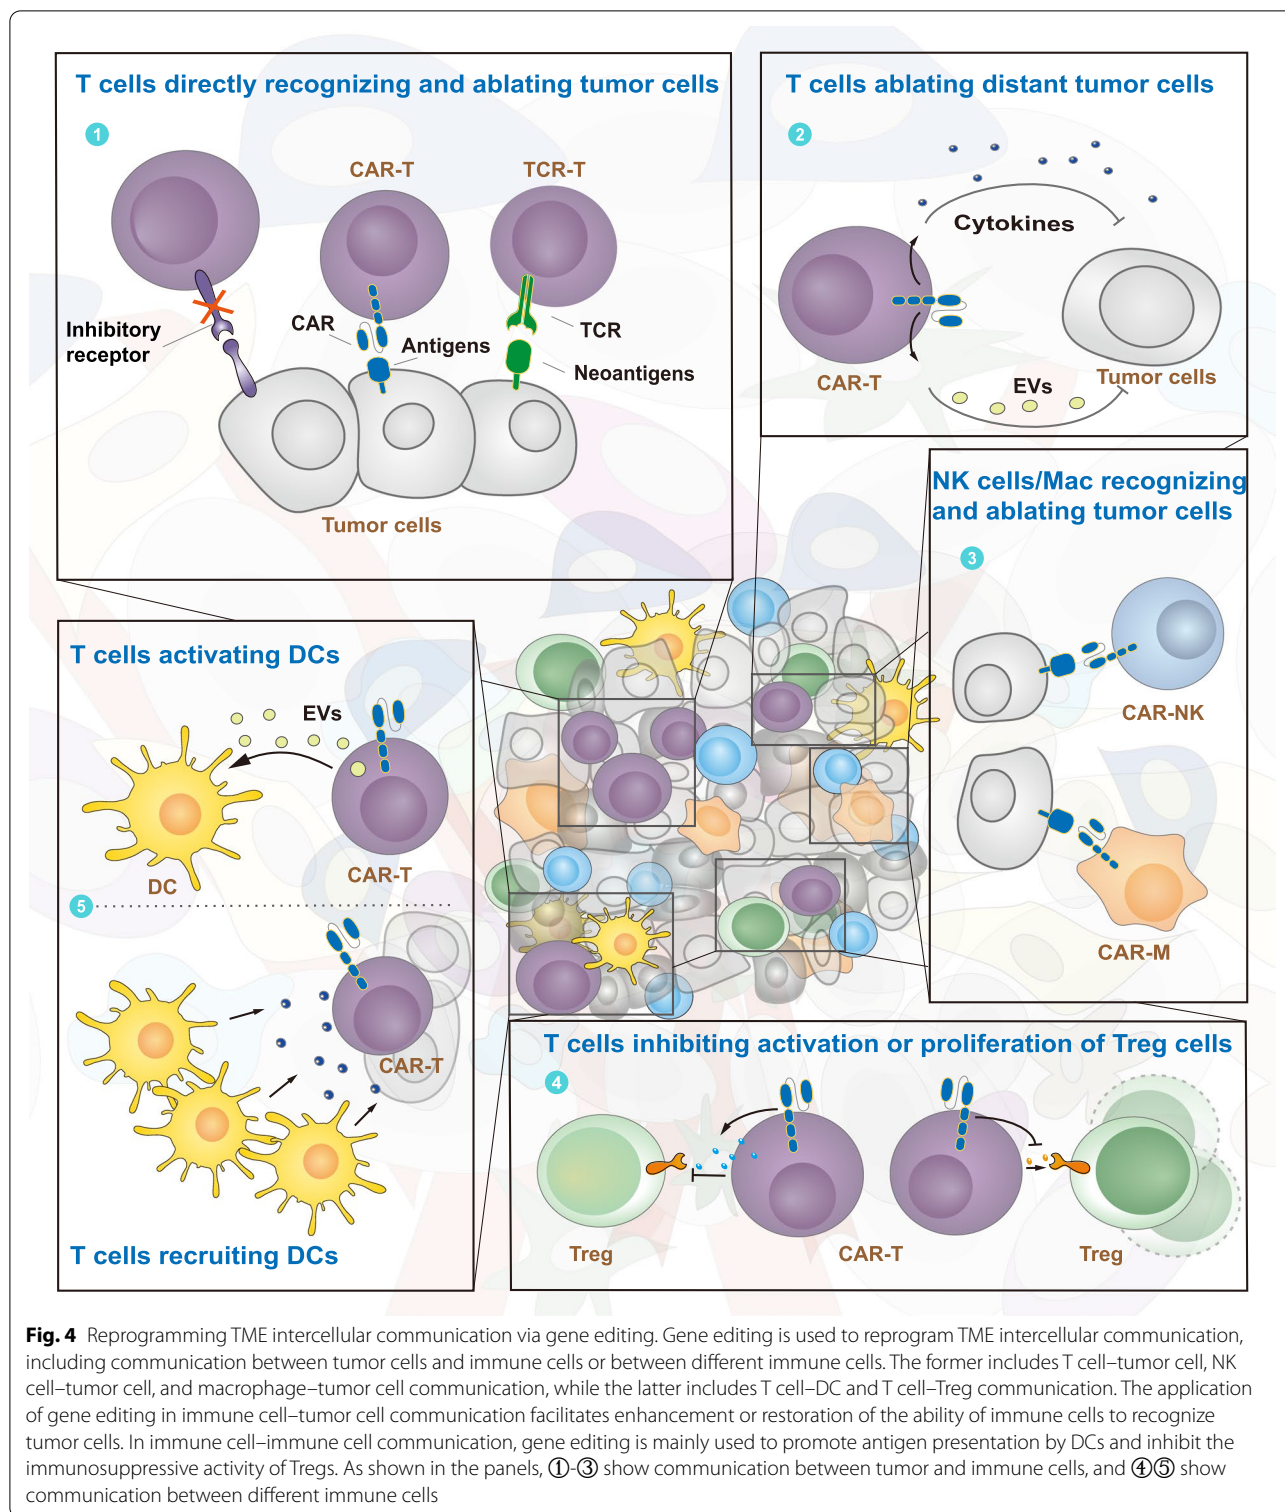 T cells directly recognizing and ablating tumor cells
1
CAR-T
TCR-T
Inhibitory
receptor
CAR
Antigens
TCR
Neoantigens
Tumor cells
T cells ablating distant tumor cells
2
Cytokines
CAR-T
EVs
Tumor cells
NK cells/Mac recognizing
and ablating tumor cells
3
CAR-NK
CAR-M
T cells activating DCs
EVs
DC
CAR-T
5
CAR-T
T cells recruiting DCs
T cells inhibiting activation or proliferation of Treg cells
4
Treg
CAR-T
Treg
Fig. 4 Reprogramming TME intercellular communication via gene editing. Gene editing is used to reprogram TME intercellular communication,
including communication between tumor cells and immune cells or between different immune cells. The former includes T cell–tumor cell, NK
cell–tumor cell, and macrophage–tumor cell communication, while the latter includes T cell–DC and T cell–Treg communication. The application
of gene editing in immune cell–tumor cell communication facilitates enhancement or restoration of the ability of immune cells to recognize
tumor cells. In immune cell–immune cell communication, gene editing is mainly used to promote antigen presentation by DCs and inhibit the
immunosuppressive activity of Tregs. As shown in the panels, ①-③ show communication between tumor and immune cells, and ④⑤ show
communication between different immune cells